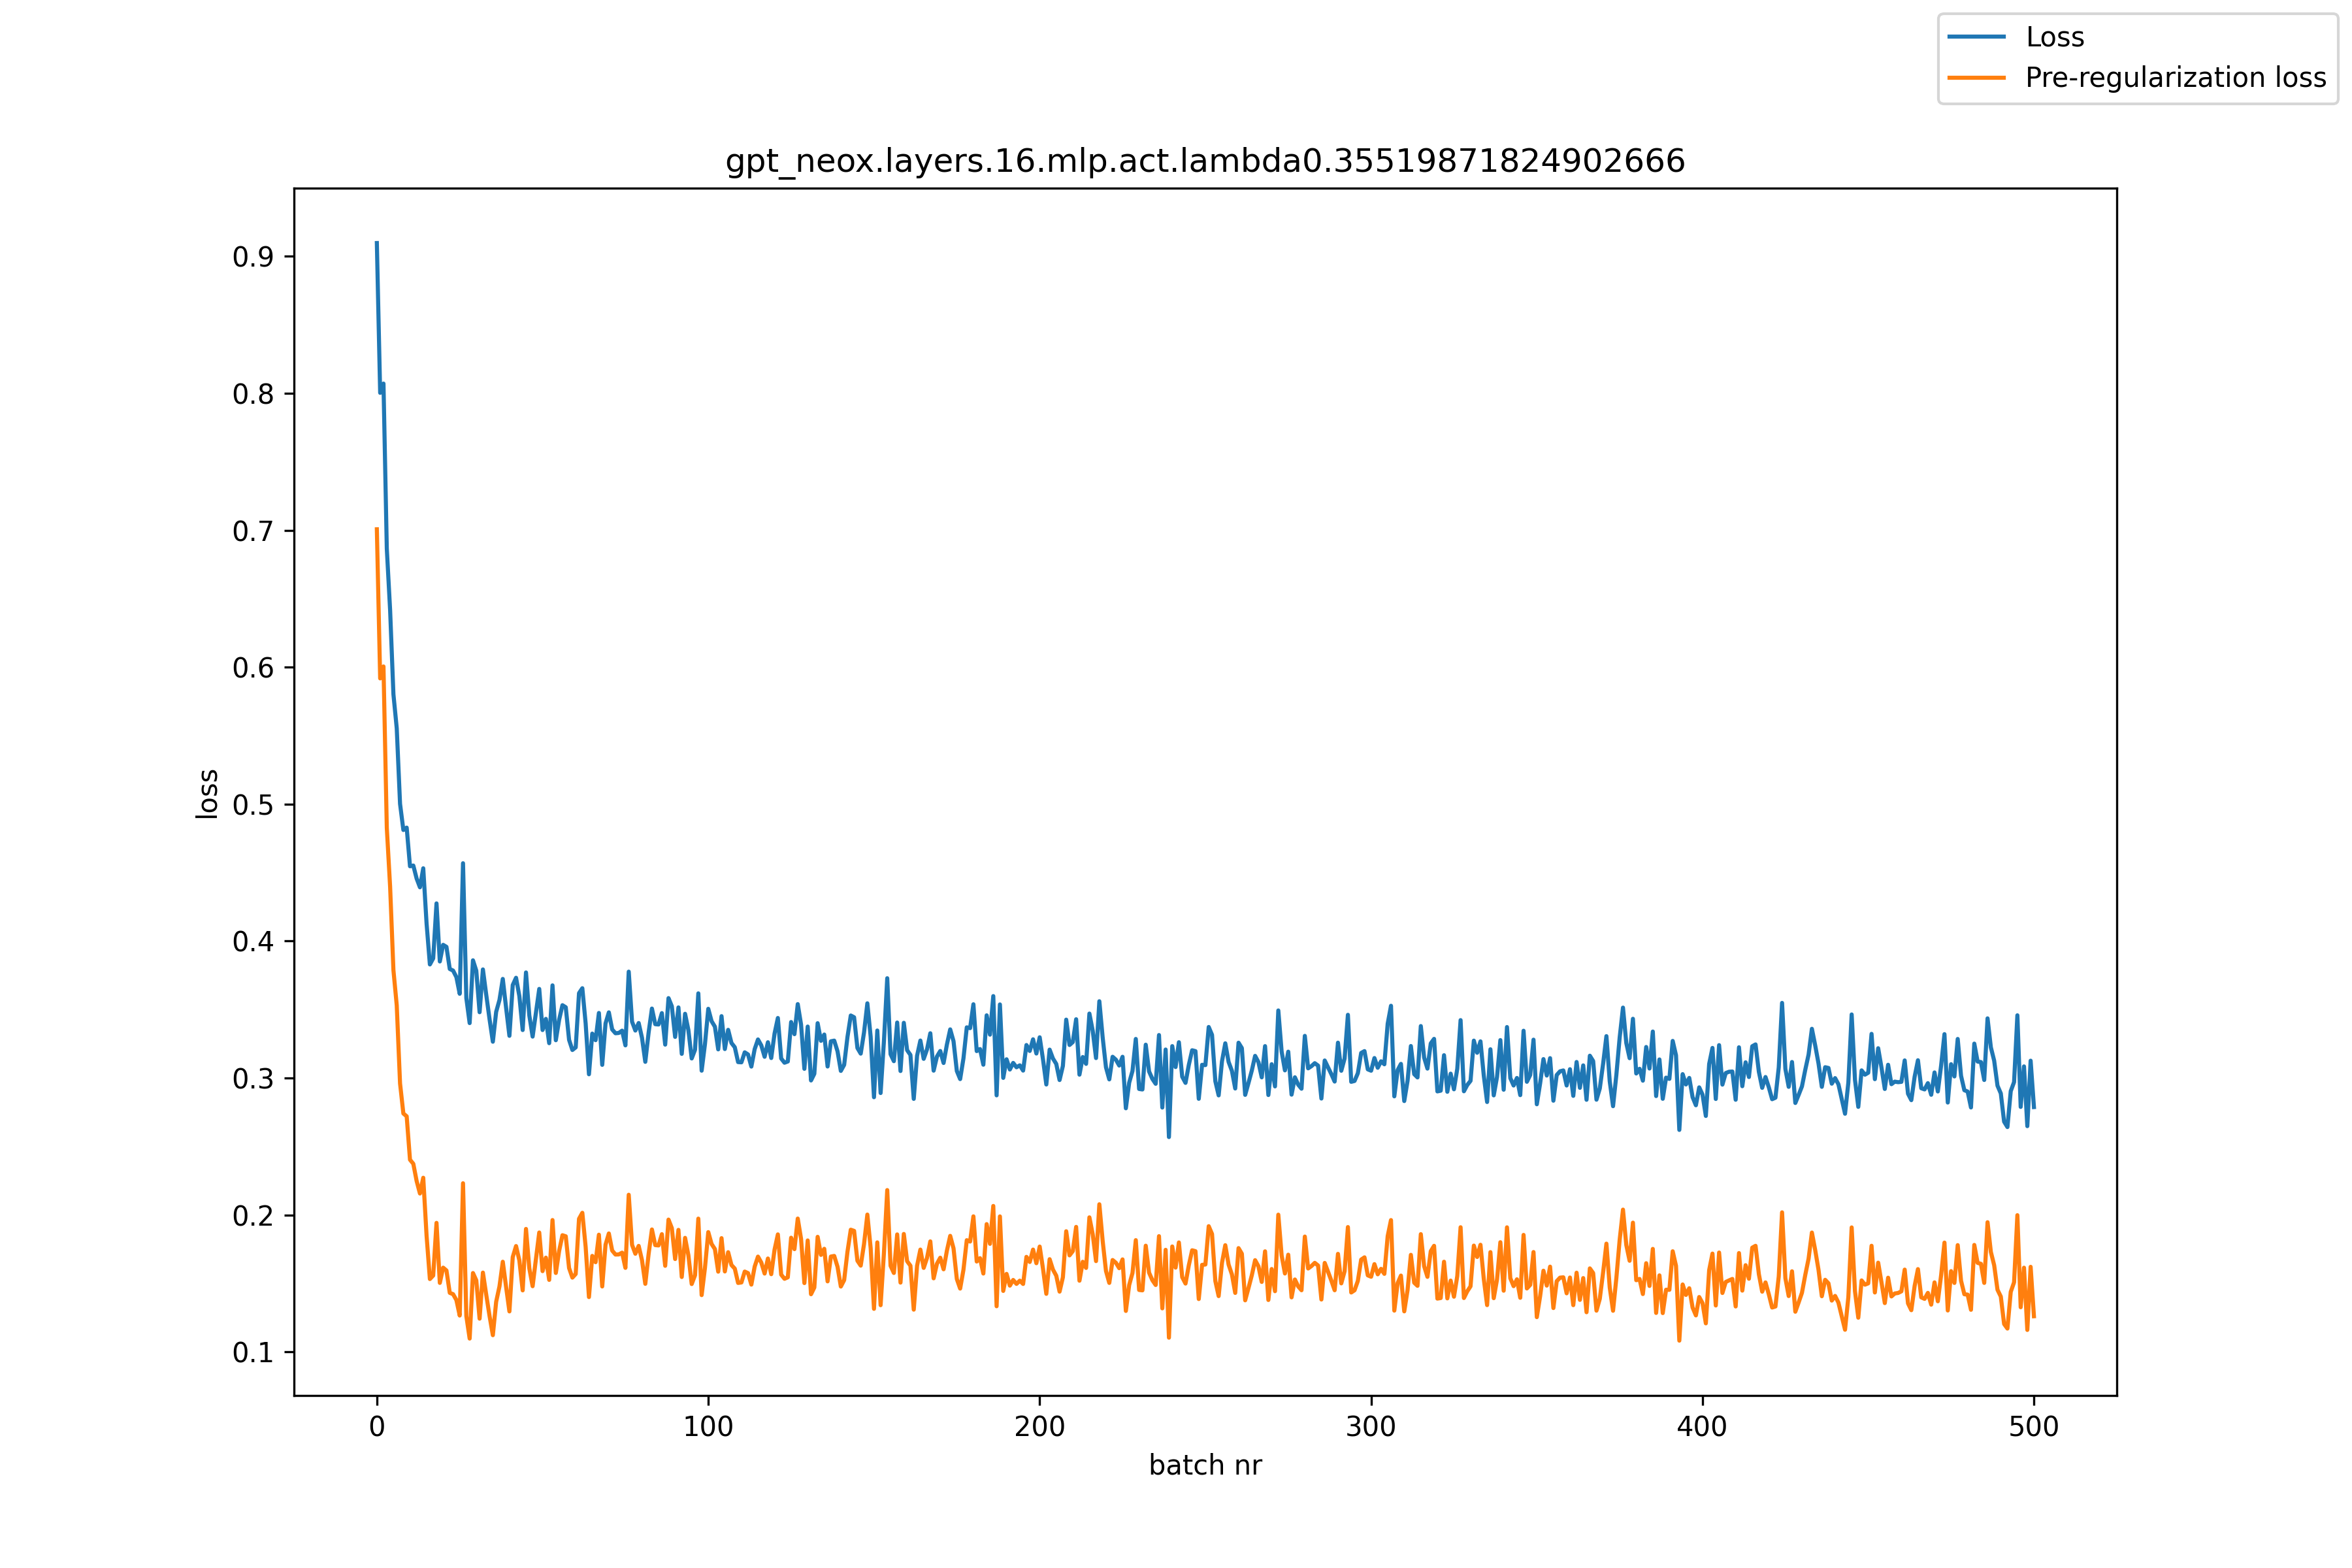 Loss
Pre-regularization loss
gpt_neox.layers.16.mlp.act.lambda0.35519871824902666
0.9
0.8
0.7
0.6
0.5
0.4
0.3
0.2
0.1
loss
0 100 200 300 400 500
batch nr